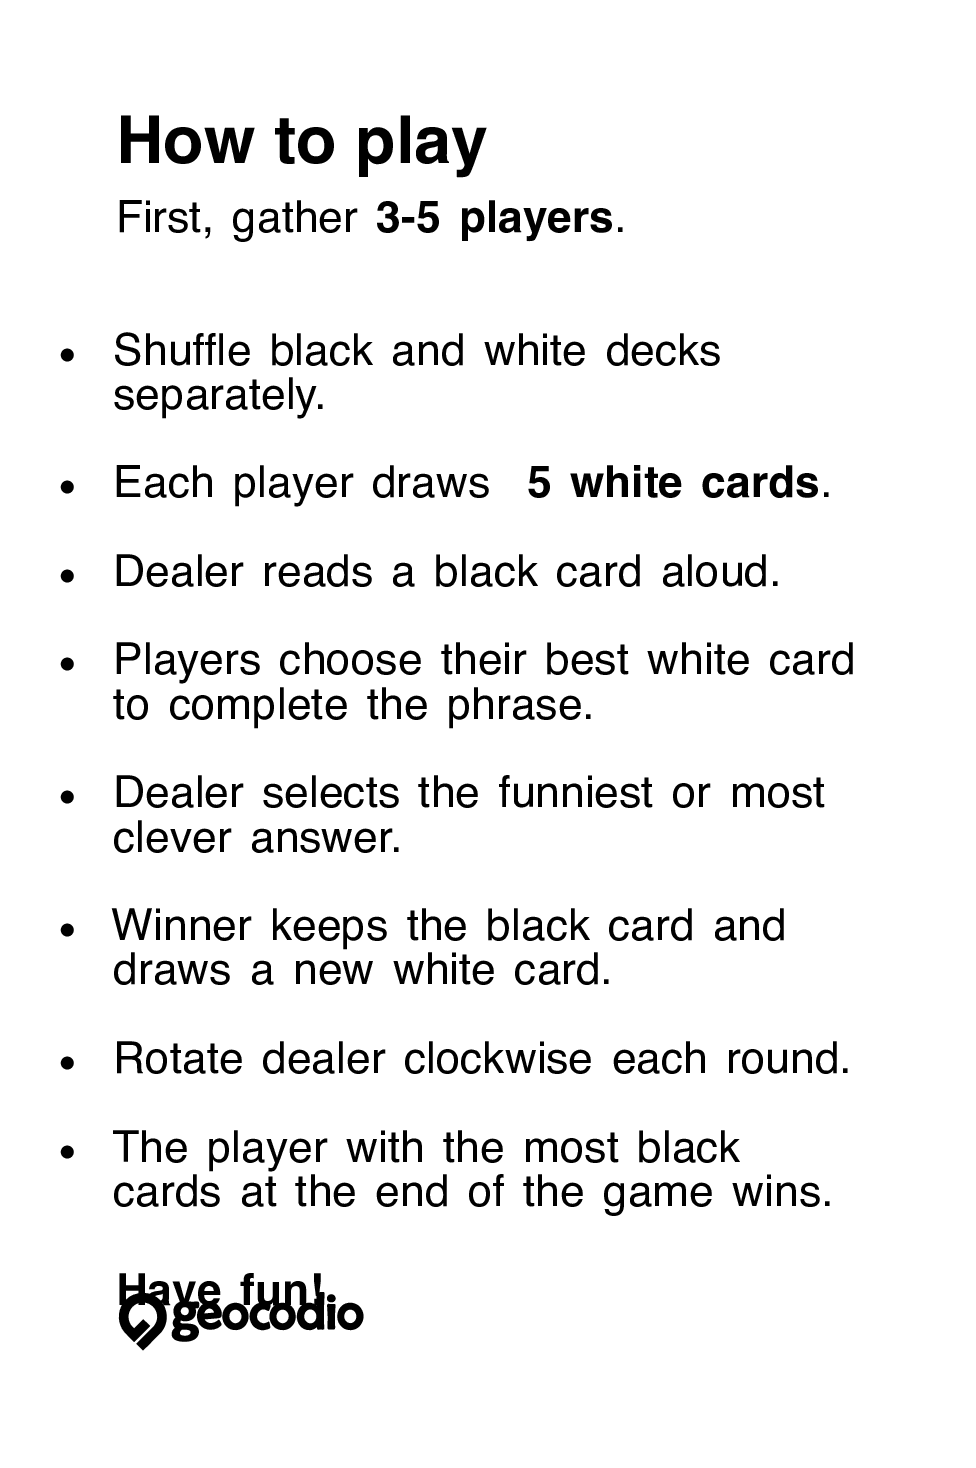 How to play
First, gather 3-5 players.
• Shuffle black and white decks
separately.
• Each player draws 5 white cards.
• Dealer reads a black card aloud.
• Players choose their best white card
to complete the phrase.
• Dealer selects the funniest or most
clever answer.
• Winner keeps the black card and
draws a new white card.
• Rotate dealer clockwise each round.
• The player with the most black
cards at the end of the game wins.
Have fun!
geocodio